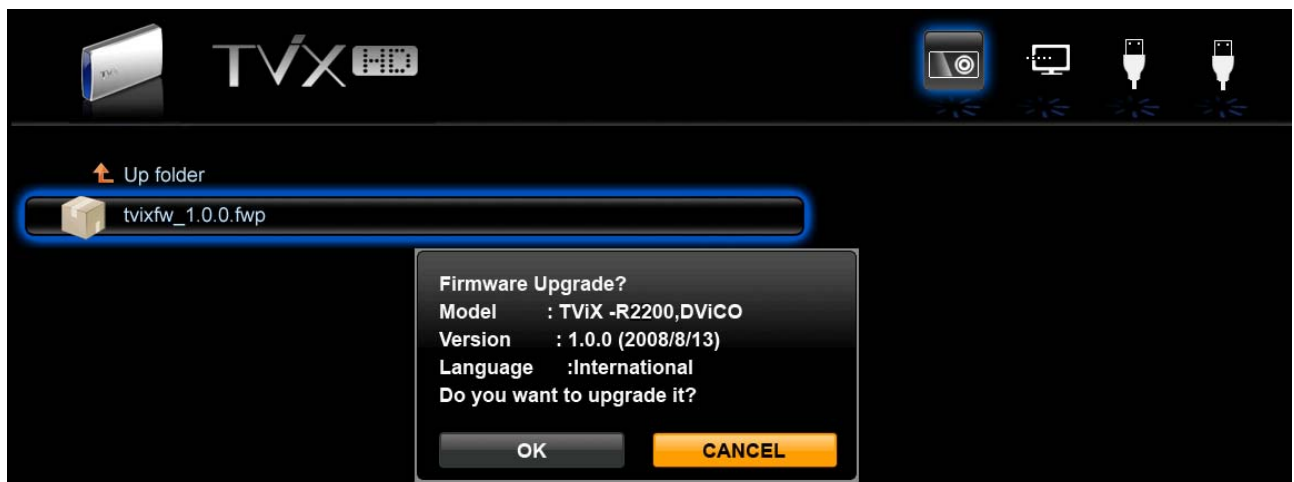 TViX HD
Up folder
tvixfw_1.0.0.fwp
Firmware Upgrade?
Model : TViX -R2200,DViCO
Version : 1.0.0 (2008/8/13)
Language :International
Do you want to upgrade it?
OK CANCEL